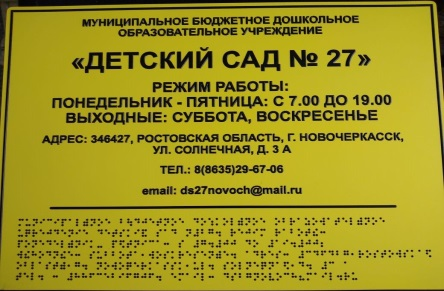 МУНИЦИПАЛЬНОЕ БЮДЖЕТНОЕ ДОШКОЛЬНОЕ
ОБРАЗОВАТЕЛЬНОЕ УЧРЕЖДЕНИЕ
«ДЕТСКИЙ САД № 27»
РЕЖИМ РАБОТЫ:
ПОНЕДЕЛЬНИК - ПЯТНИЦА: С 7.00 ДО 19.00
ВЫХОДНЫЕ: СУББОТА, ВОСКРЕСЕНЬЕ
АДРЕС: 346427, РОСТОВСКАЯ ОБЛАСТЬ, Г. НОВОЧЕРКАССК,
УЛ. СОЛНЕЧНАЯ, Д. 3 А
ТЕЛ.: 8(8635)29-67-06
email: ds27novoch@mail.ru